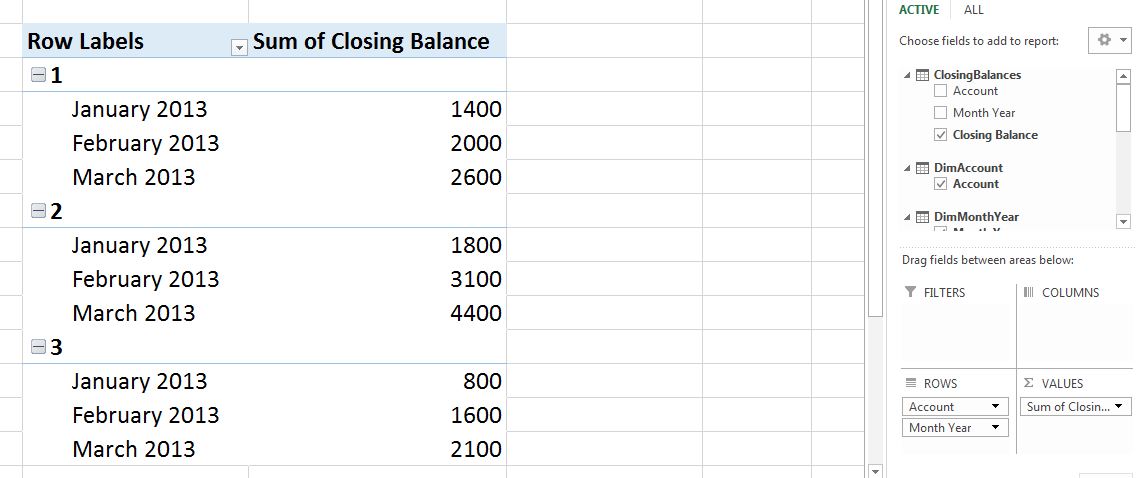 Row Labels Sum of Closing Balance
1
January 2013 1400
February 2013 2000
March 2013 2600
2
January 2013 1800
February 2013 3100
March 2013 4400
3
January 2013 800
February 2013 1600
March 2013 2100
ACTIVE ALL
Choose fields to add to report:
ClosingBalances
Account
Month Year
Closing Balance
DimAccount
Account
DimMonthYear
Drag fields between areas below:
FILTERS COLUMNS
ROWS Σ VALUES
Account Sum of Closin...
Month Year